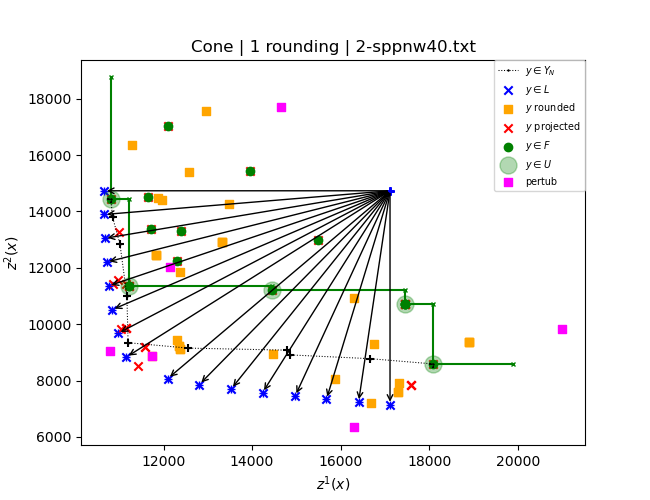 Cone | 1 rounding | 2-sppnw40.txt
y ∈ Y_N
y ∈ L
y rounded
y projected
y ∈ F
y ∈ U
pertub
18000
16000
14000
12000
10000
8000
6000
z²(x)
12000 14000 16000 18000 20000
z¹(x)